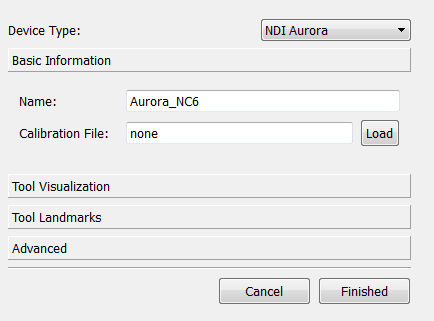 Device Type: NDI Aurora
Basic Information
Name: Aurora_NC6
Calibration File: none Load
Tool Visualization
Tool Landmarks
Advanced
Cancel Finished